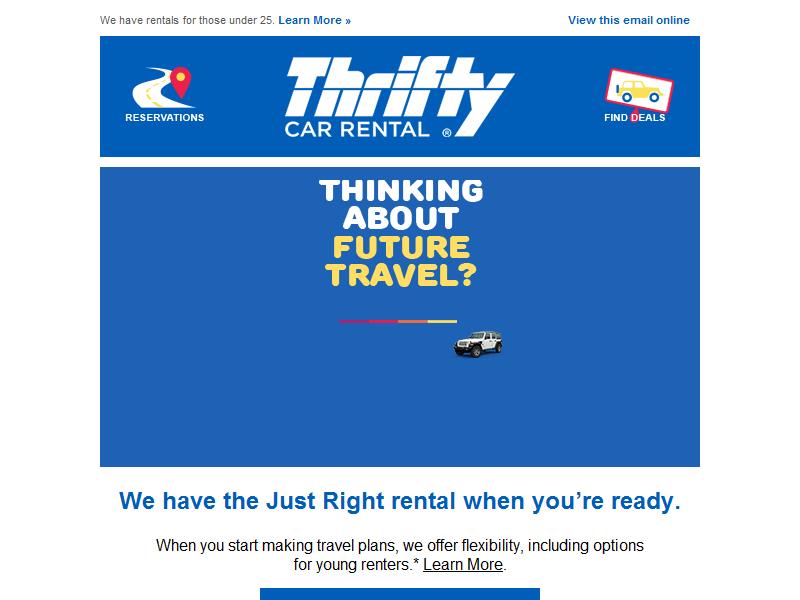 We have rentals for those under 25. Learn More »
View this email online
RESERVATIONS
Thrifty
CAR RENTAL ®
FIND DEALS
THINKING
ABOUT
FUTURE
TRAVEL?
We have the Just Right rental when you’re ready.
When you start making travel plans, we offer flexibility, including options
for young renters.* Learn More.